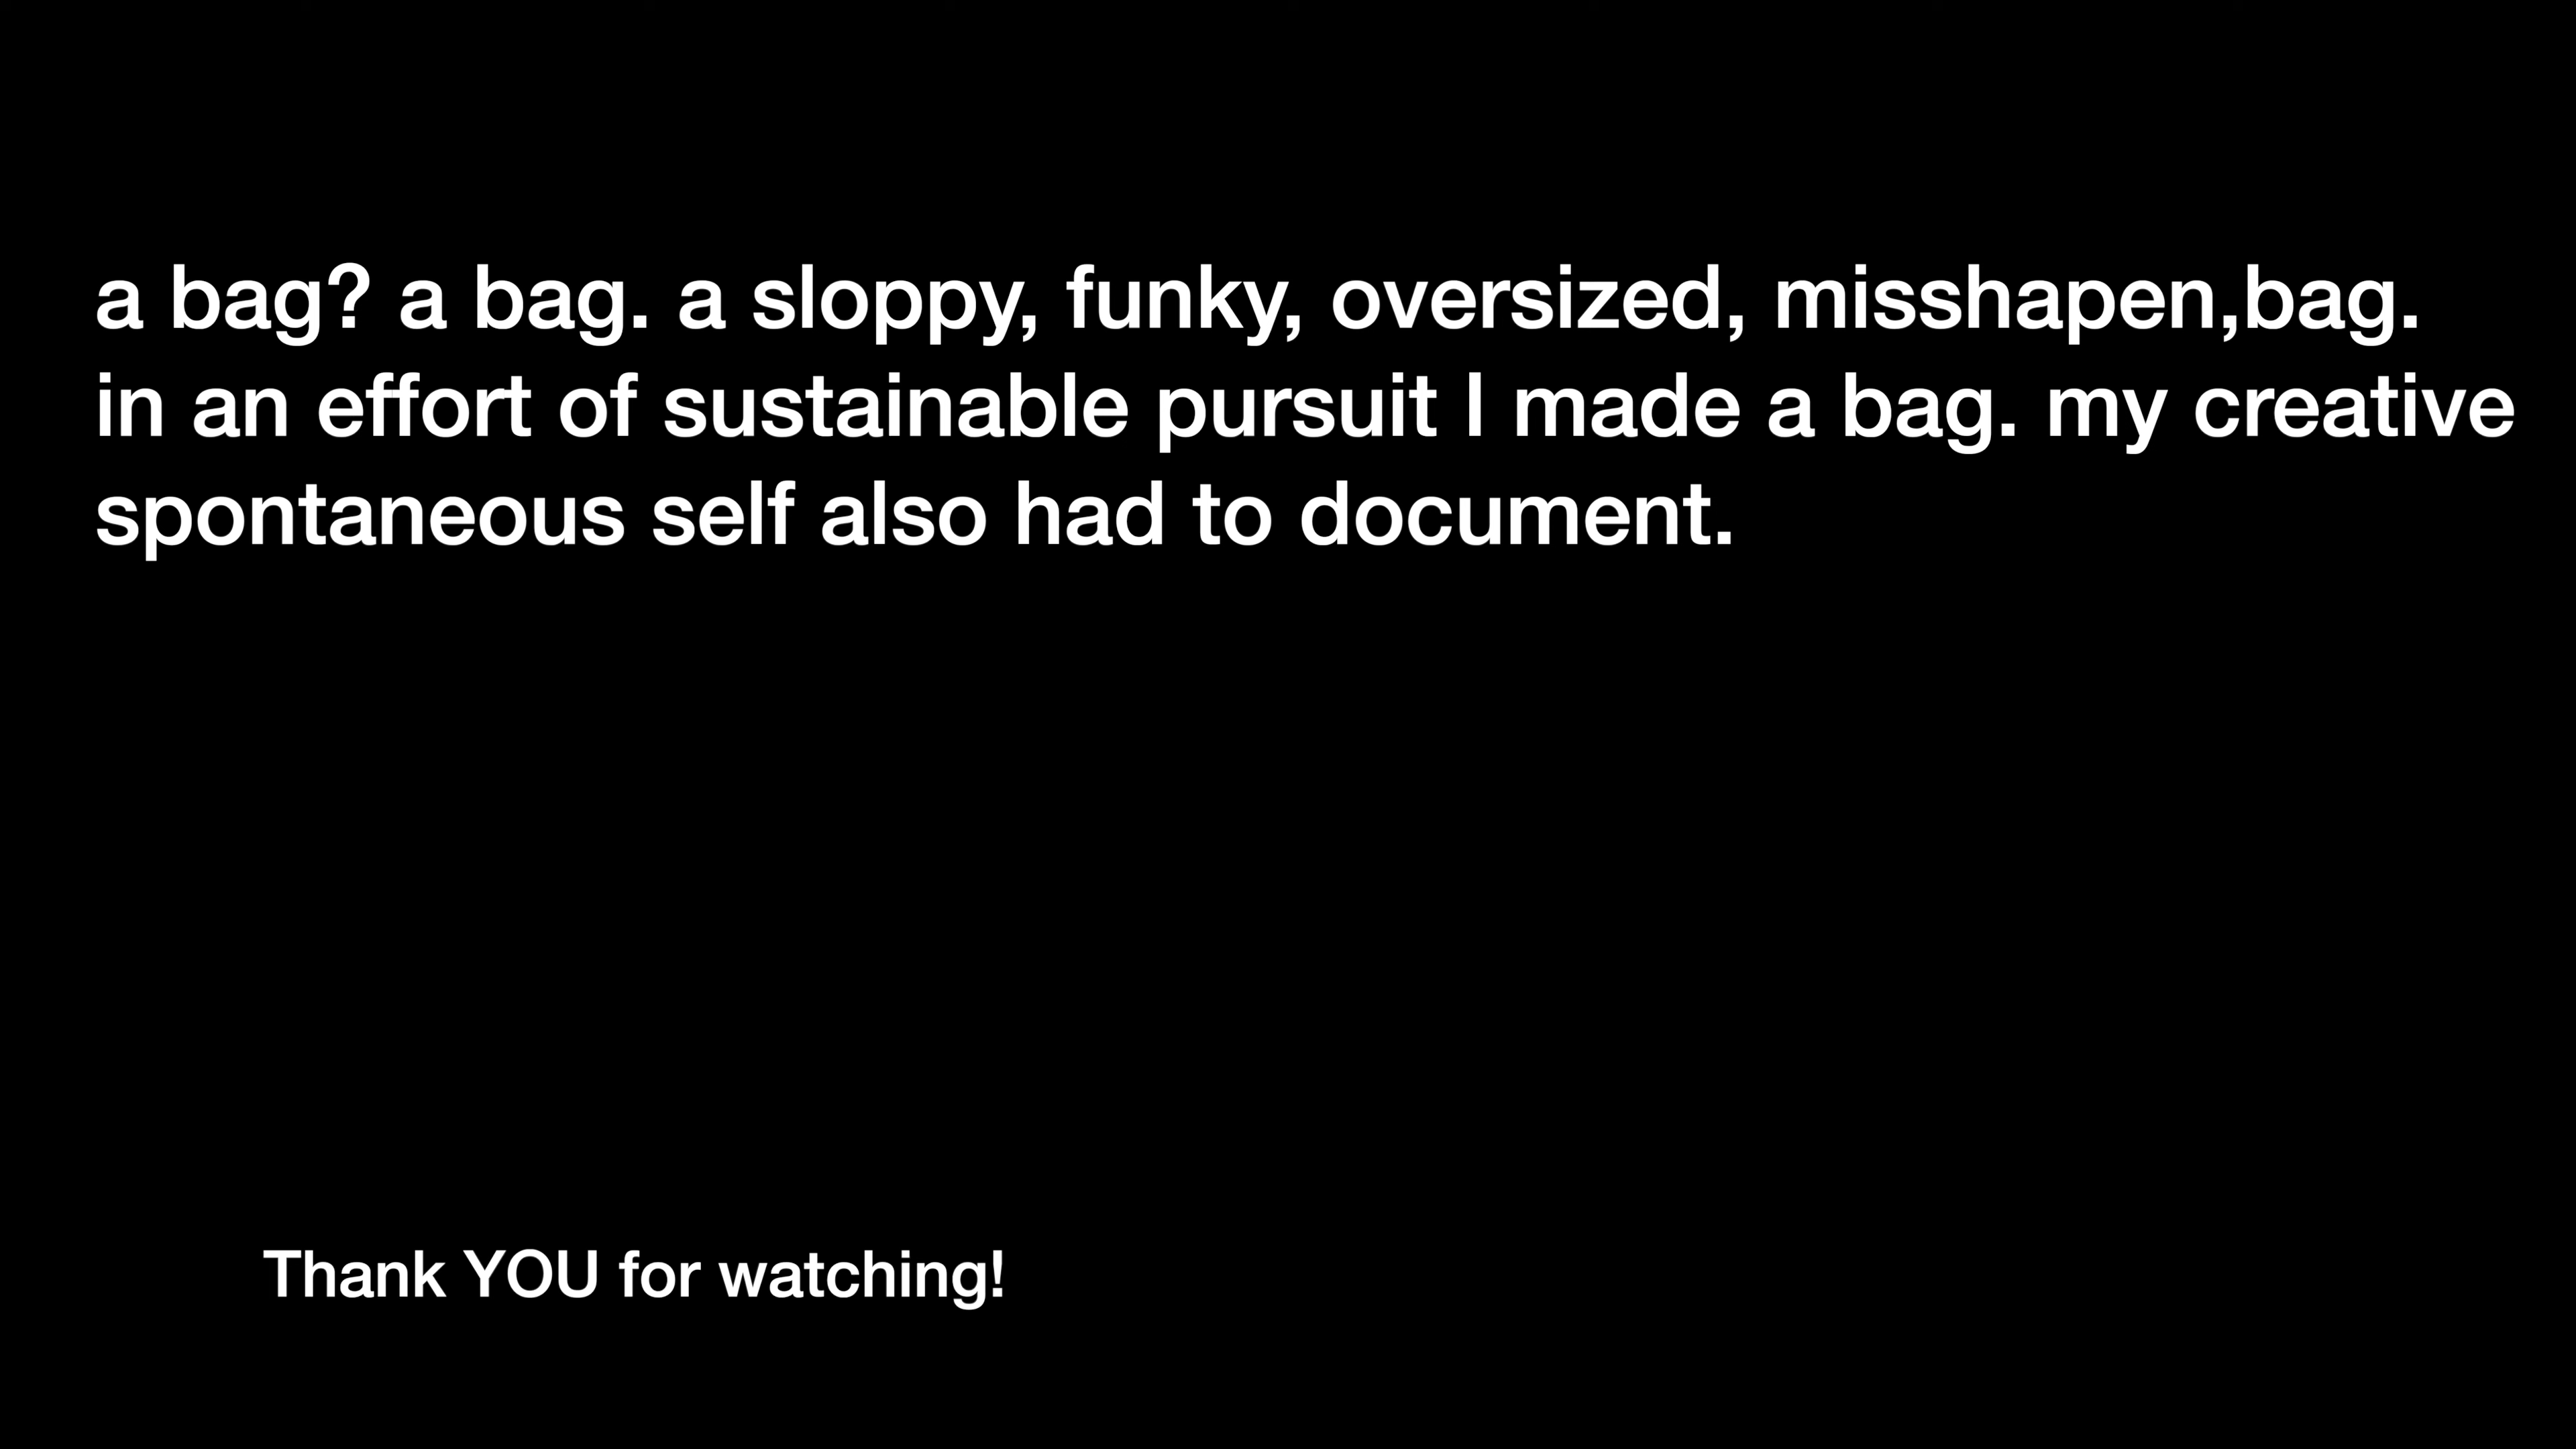 a bag? a bag. a sloppy, funky, oversized, misshapen,bag.
in an effort of sustainable pursuit I made a bag. my creative
spontaneous self also had to document.
Thank YOU for watching!